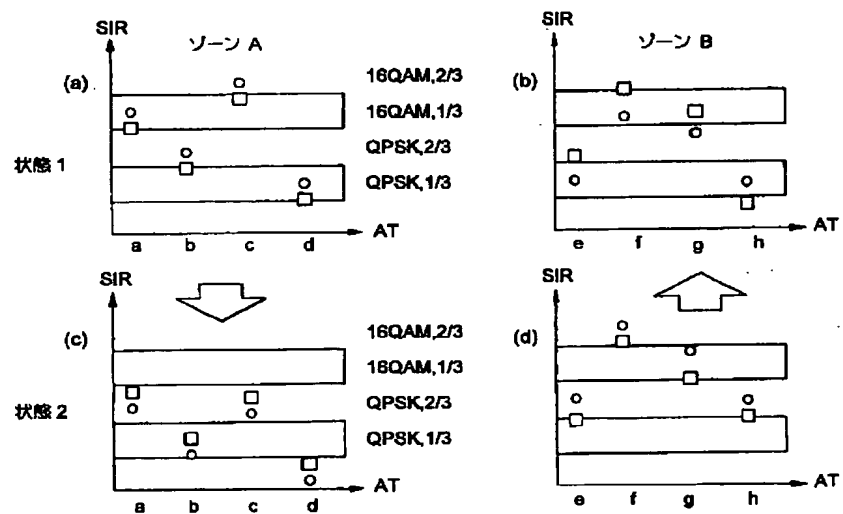 SIR
ゾーン A
(a)
16QAM,2/3
16QAM,1/3
QPSK,2/3
QPSK,1/3
状態 1
AT
a b c d
SIR
ゾーン B
(b)
AT
e f g h
SIR
(c)
16QAM,2/3
16QAM,1/3
QPSK,2/3
QPSK,1/3
状態 2
AT
a b c d
SIR
(d)
AT
e f g h